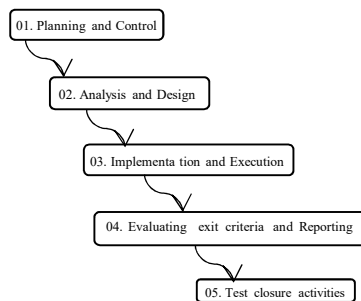 01. Planning and Control
02. Analysis and Design
03. Implementa tion and Execution
04. Evaluating exit criteria and Reporting
05. Test closure activities